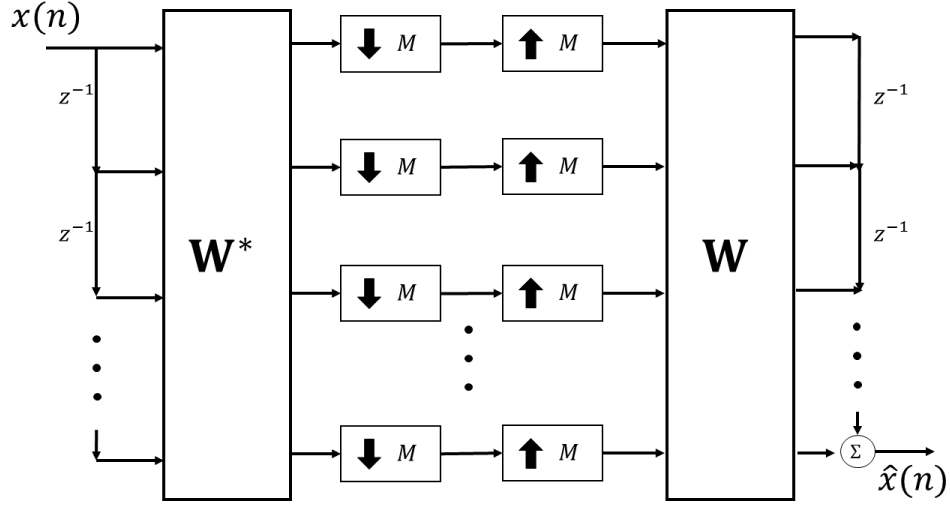 x(n)
z⁻¹
z⁻¹
W*
↓ M
↑ M
↓ M
↑ M
↓ M
↑ M
↓ M
↑ M
W
z⁻¹
z⁻¹
Σ
x̂(n)